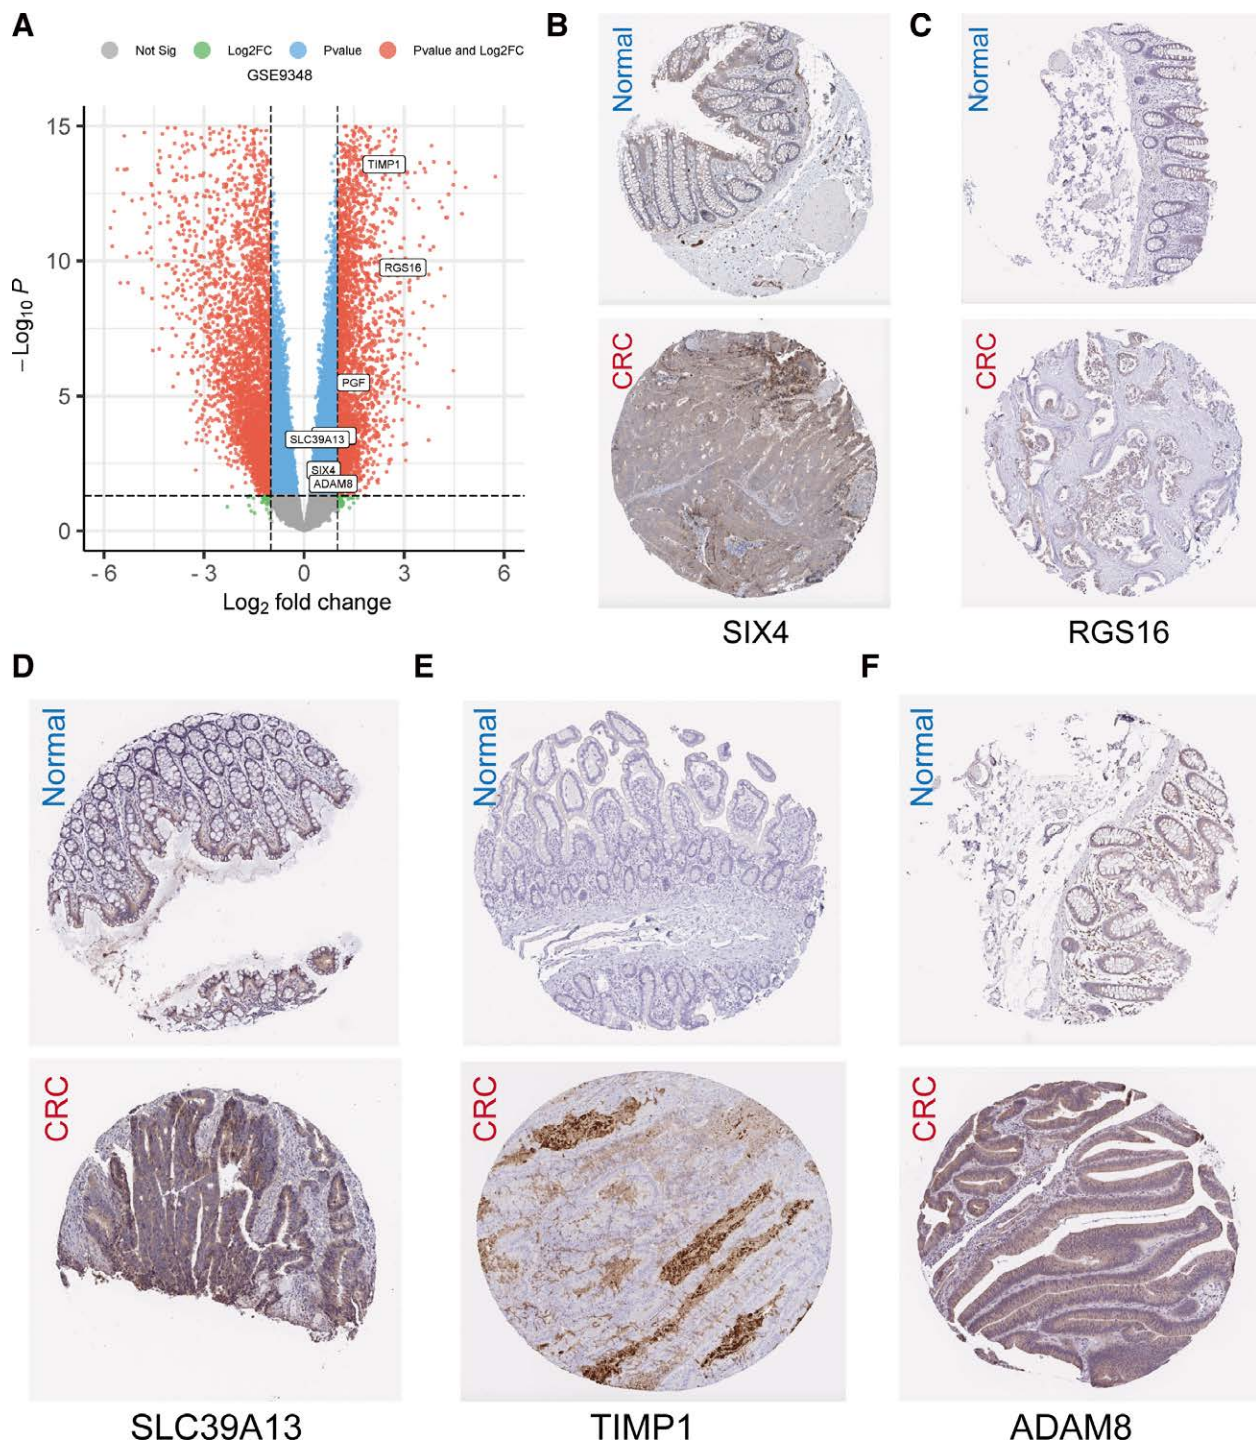 A
Not Sig Log2FC Pvalue Pvalue and Log2FC
GSE9348
15
10
5
0
-6 -3 0 3 6
– Log10 P
Log2 fold change
TIMP1
RGS16
PGF
SLC39A13
SIX4
ADAM8
B
Normal
CRC
SIX4
C
Normal
CRC
RGS16
D
Normal
CRC
SLC39A13
E
Normal
CRC
TIMP1
F
Normal
CRC
ADAM8